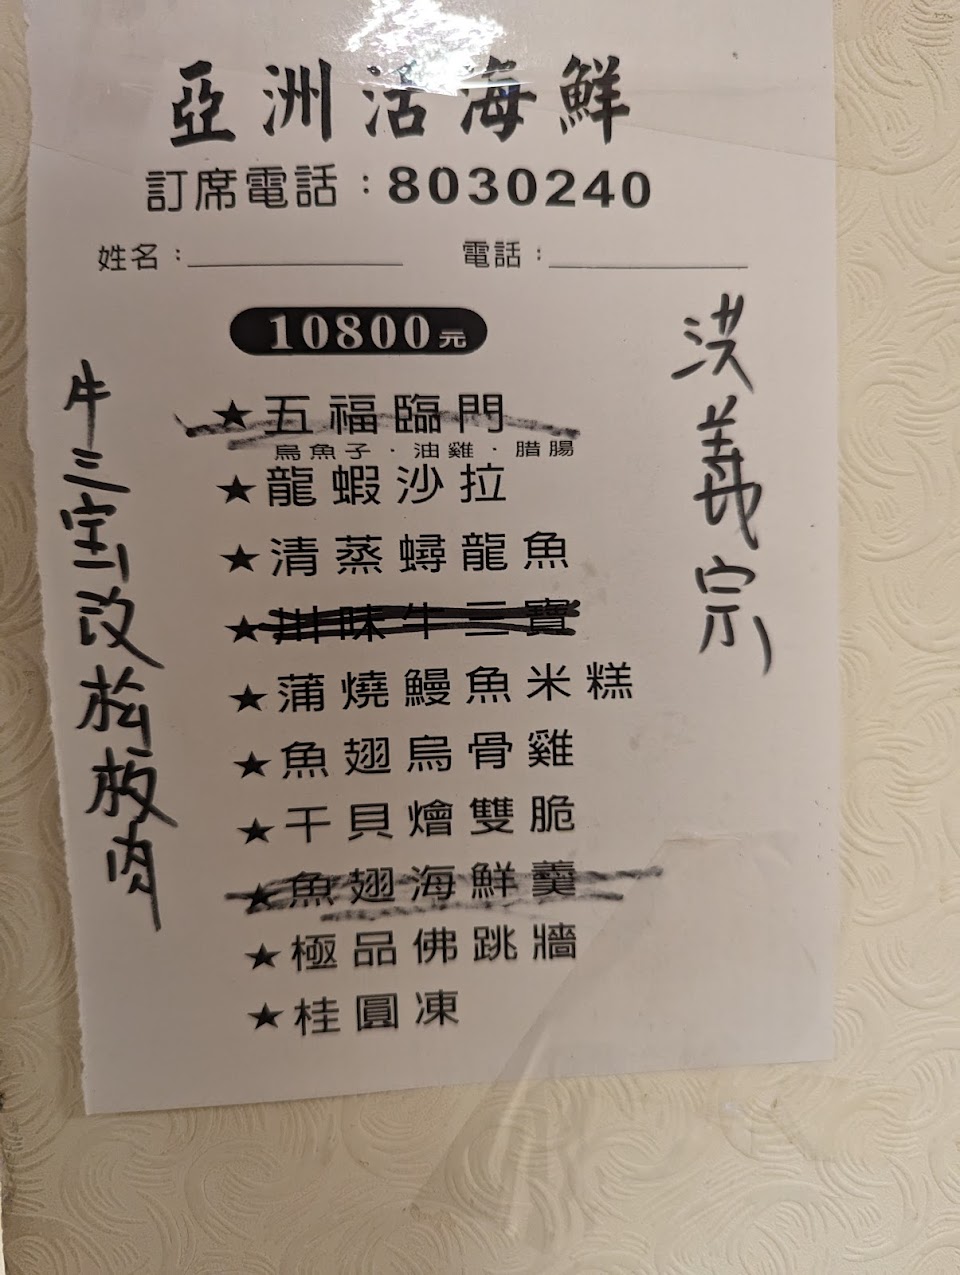 亞洲活海鮮
訂席電話：8030240
姓名：
電話：
10800元
★五福臨門
烏魚子．油雞．腊腸
★龍蝦沙拉
★清蒸蟳龍魚
★川味牛三寶
★蒲燒鰻魚米糕
★魚翅烏骨雞
★干貝燴雙脆
★魚翅海鮮羹
★極品佛跳牆
★桂圓凍
洪義宗
牛三宝改松板肉